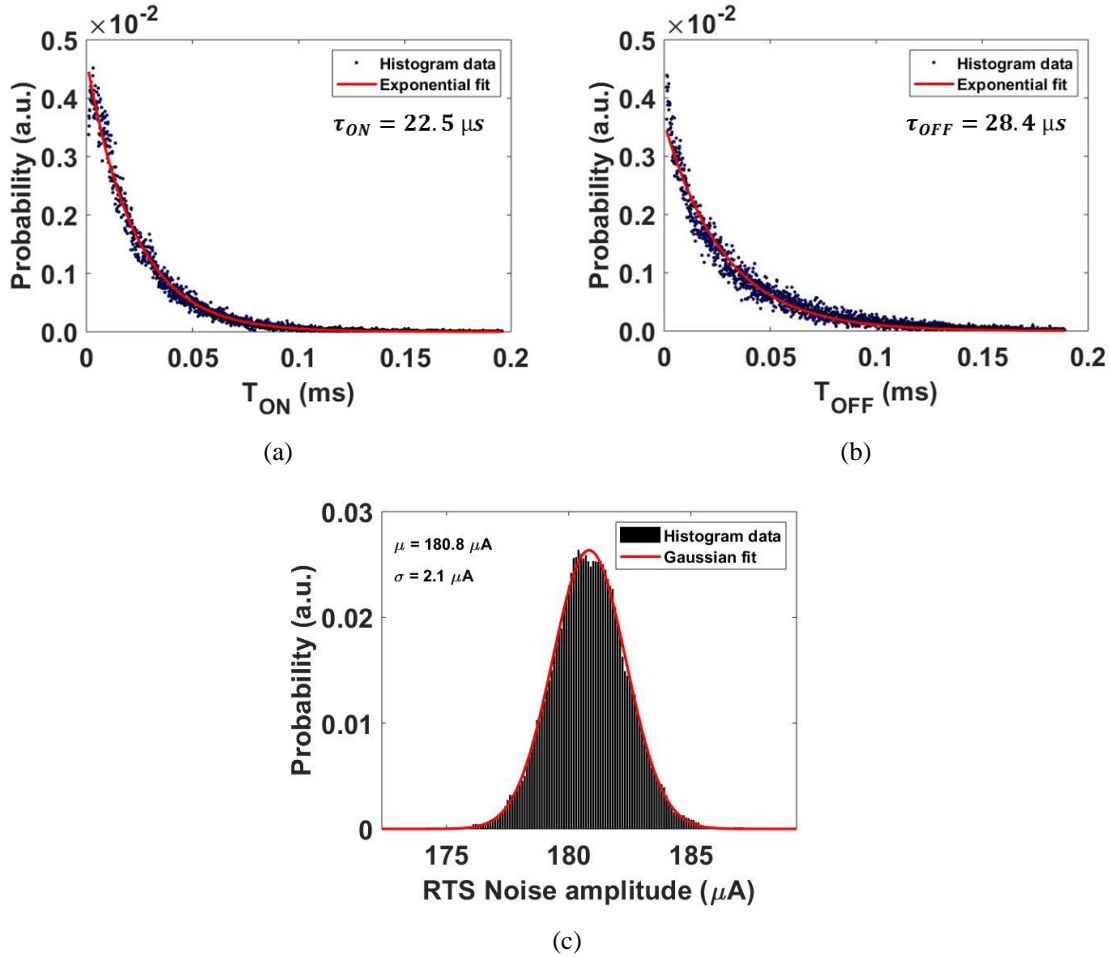 ×10⁻²
0.5
0.4
0.3
0.2
0.1
0.0
Probability (a.u.)
Histogram data
Exponential fit
τ_ON = 22.5 μs
0 0.05 0.1 0.15 0.2
T_ON (ms)
(a)
×10⁻²
0.5
0.4
0.3
0.2
0.1
0.0
Probability (a.u.)
Histogram data
Exponential fit
τ_OFF = 28.4 μs
0 0.05 0.1 0.15 0.2
T_OFF (ms)
(b)
0.03
0.02
0.01
0
Probability (a.u.)
μ = 180.8 μA
σ = 2.1 μA
Histogram data
Gaussian fit
175 180 185
RTS Noise amplitude (μA)
(c)